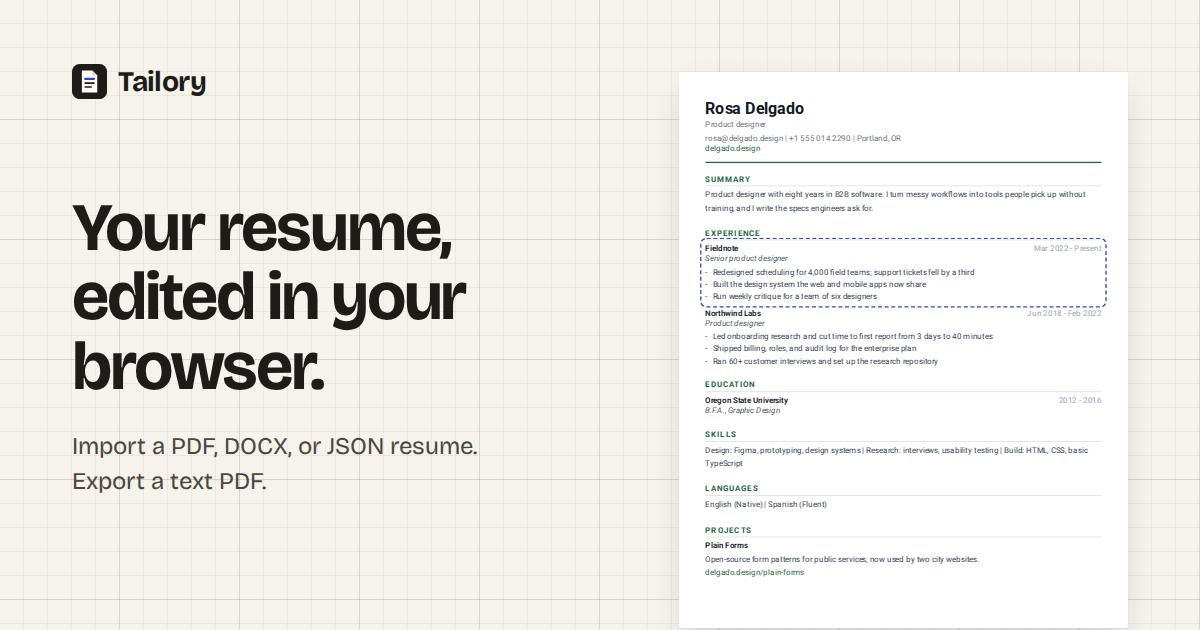 Tailory
Your resume,
edited in your
browser.
Import a PDF, DOCX, or JSON resume.
Export a text PDF.
Rosa Delgado
Product designer
rosa@delgado.design | +1 555 014 2290 | Portland, OR
delgado.design
SUMMARY
Product designer with eight years in B2B software. I turn messy workflows into tools people pick up without
training, and I write the specs engineers ask for.
EXPERIENCE
Fieldnote Mar 2022 - Present
Senior product designer
- Redesigned scheduling for 4,000 field teams; support tickets fell by a third
- Built the design system the web and mobile apps now share
- Run weekly critique for a team of six designers
Northwind Labs Jun 2018 - Feb 2022
Product designer
- Led onboarding research and cut time to first report from 3 days to 40 minutes
- Shipped billing, roles, and audit log for the enterprise plan
- Ran 60+ customer interviews and set up the research repository
EDUCATION
Oregon State University 2012 - 2016
B.F.A., Graphic Design
SKILLS
Design: Figma, prototyping, design systems | Research: interviews, usability testing | Build: HTML, CSS, basic
TypeScript
LANGUAGES
English (Native) | Spanish (Fluent)
PROJECTS
Plain Forms
Open-source form patterns for public services, now used by two city websites.
delgado.design/plain-forms